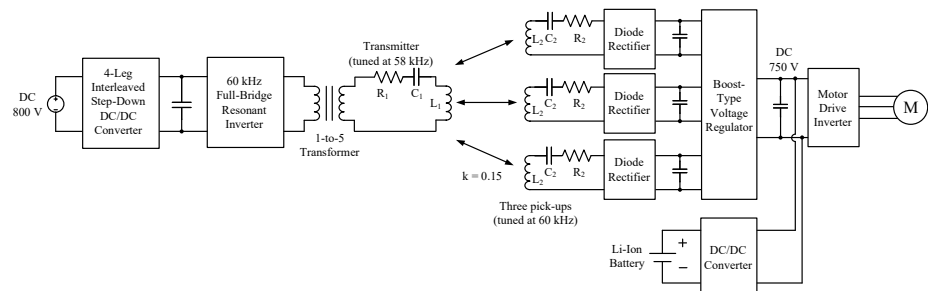 DC
800 V
4-Leg
Interleaved
Step-Down
DC/DC
Converter
60 kHz
Full-Bridge
Resonant
Inverter
1-to-5
Transformer
Transmitter
(tuned at 58 kHz)
R₁
C₁
L₁
k = 0.15
L₂
C₂
R₂
Diode
Rectifier
L₂
C₂
R₂
Diode
Rectifier
L₂
C₂
R₂
Diode
Rectifier
Three pick-ups
(tuned at 60 kHz)
Boost-
Type
Voltage
Regulator
DC
750 V
Motor
Drive
Inverter
M
Li-Ion
Battery
+
−
DC/DC
Converter